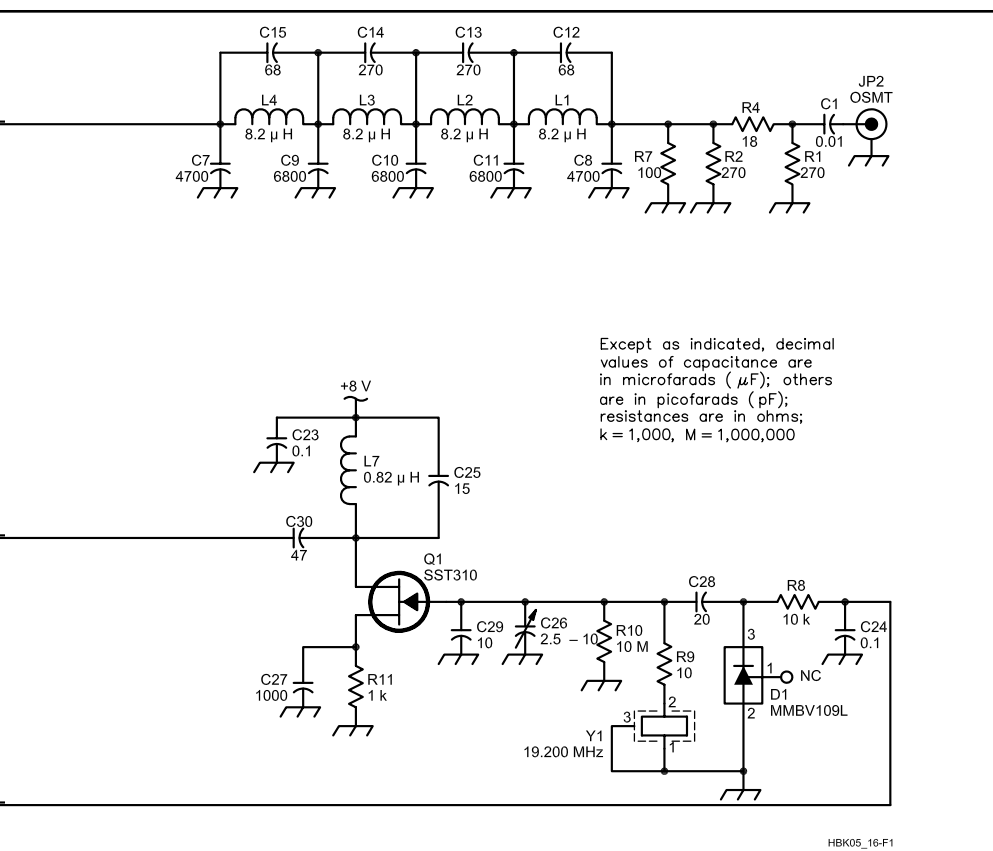 C15
68
C14
270
C13
270
C12
68
L4
8.2 µ H
L3
8.2 µ H
L2
8.2 µ H
L1
8.2 µ H
C7
4700
C9
6800
C10
6800
C11
6800
C8
4700
R7
100
R2
270
R4
18
R1
270
C1
0.01
JP2
OSMT
Except as indicated, decimal
values of capacitance are
in microfarads ( µF); others
are in picofarads ( pF);
resistances are in ohms;
k = 1,000, M = 1,000,000
+8 V
C23
0.1
L7
0.82 µ H
C25
15
C30
47
Q1
SST310
C29
10
C26
2.5 – 10
R10
10 M
C28
20
R8
10 k
C24
0.1
R9
10
3
1
NC
D1
MMBV109L
2
C27
1000
R11
1 k
2
3
1
Y1
19.200 MHz
HBK05_16-F1